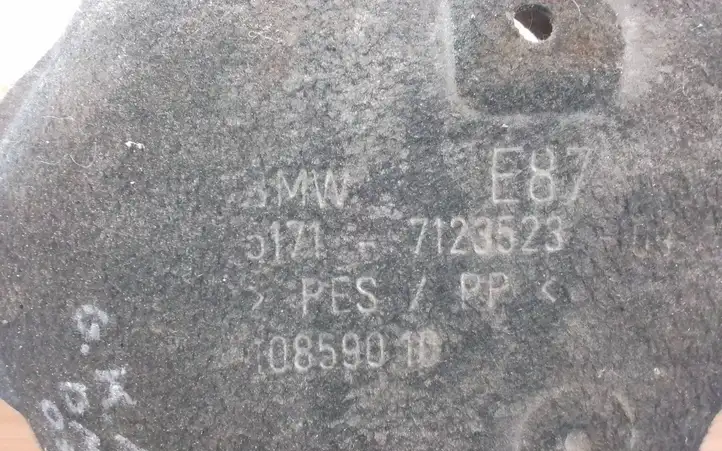 BMW E87
5171 - 7123523
> PES / PP <
10859010